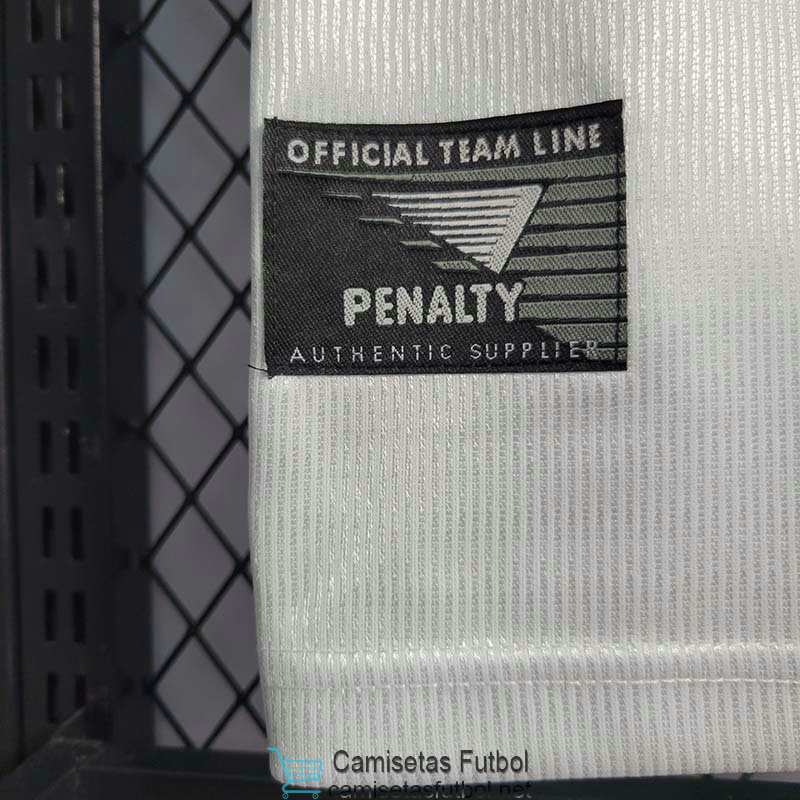 OFFICIAL TEAM LINE
PENALTY
AUTHENTIC SUPPLIER
Camisetas Futbol
camisetasfutbol.net